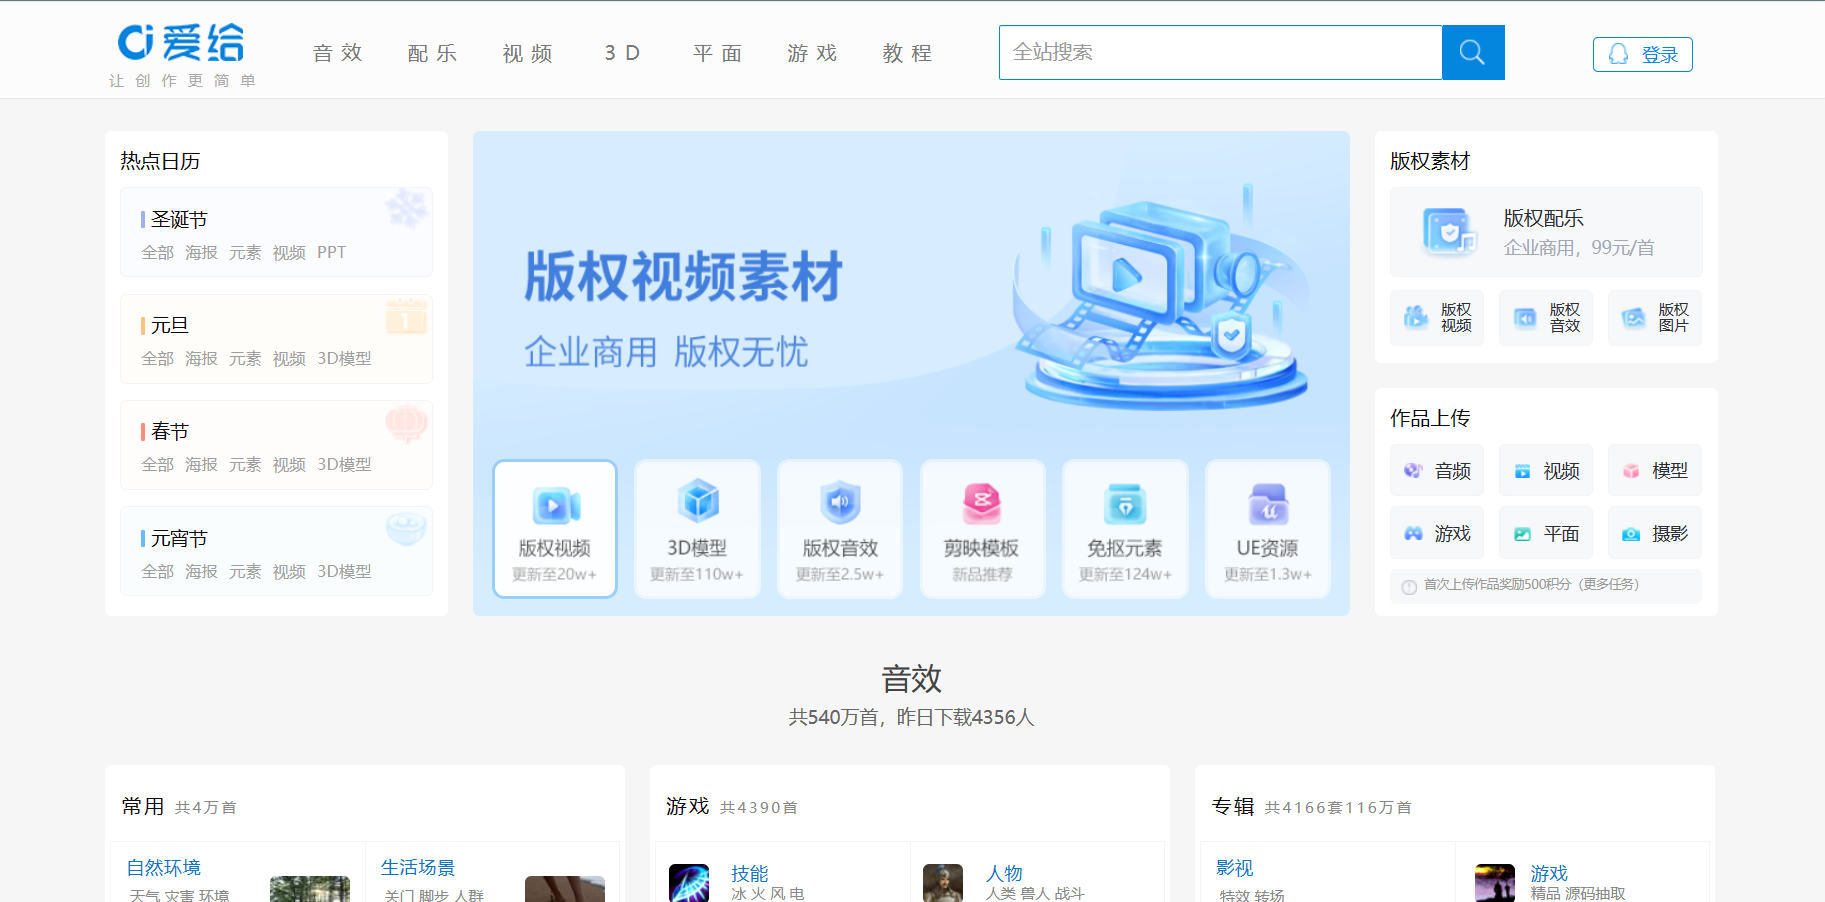 爱给
让创作更简单
音效
配乐
视频
3D
平面
游戏
教程
全站搜索
登录
热点日历
圣诞节
全部 海报 元素 视频 PPT
元旦
全部 海报 元素 视频 3D模型
春节
全部 海报 元素 视频 3D模型
元宵节
全部 海报 元素 视频 3D模型
版权视频素材
企业商用 版权无忧
版权视频
更新至20w+
3D模型
更新至110w+
版权音效
更新至2.5w+
剪映模板
新品推荐
免抠元素
更新至124w+
UE资源
更新至1.3w+
版权素材
版权配乐
企业商用，99元/首
版权
视频
版权
音效
版权
图片
作品上传
音频
视频
模型
游戏
平面
摄影
首次上传作品奖励500积分（更多任务）
音效
共540万首，昨日下载4356人
常用 共4万首
自然环境
天气 灾害 环境
生活场景
关门 脚步 人群
游戏 共4390首
技能
冰 火 风 电
人物
人类 兽人 战斗
专辑 共4166套116万首
影视
特效 转场
游戏
精品 源码抽取